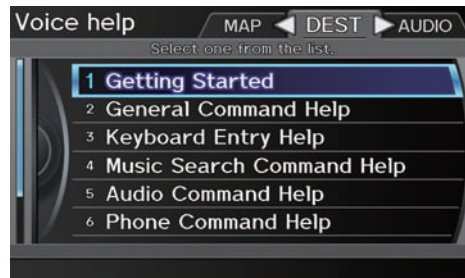 Voice help MAP DEST AUDIO
Select one from the list.
1 Getting Started
2 General Command Help
3 Keyboard Entry Help
4 Music Search Command Help
5 Audio Command Help
6 Phone Command Help